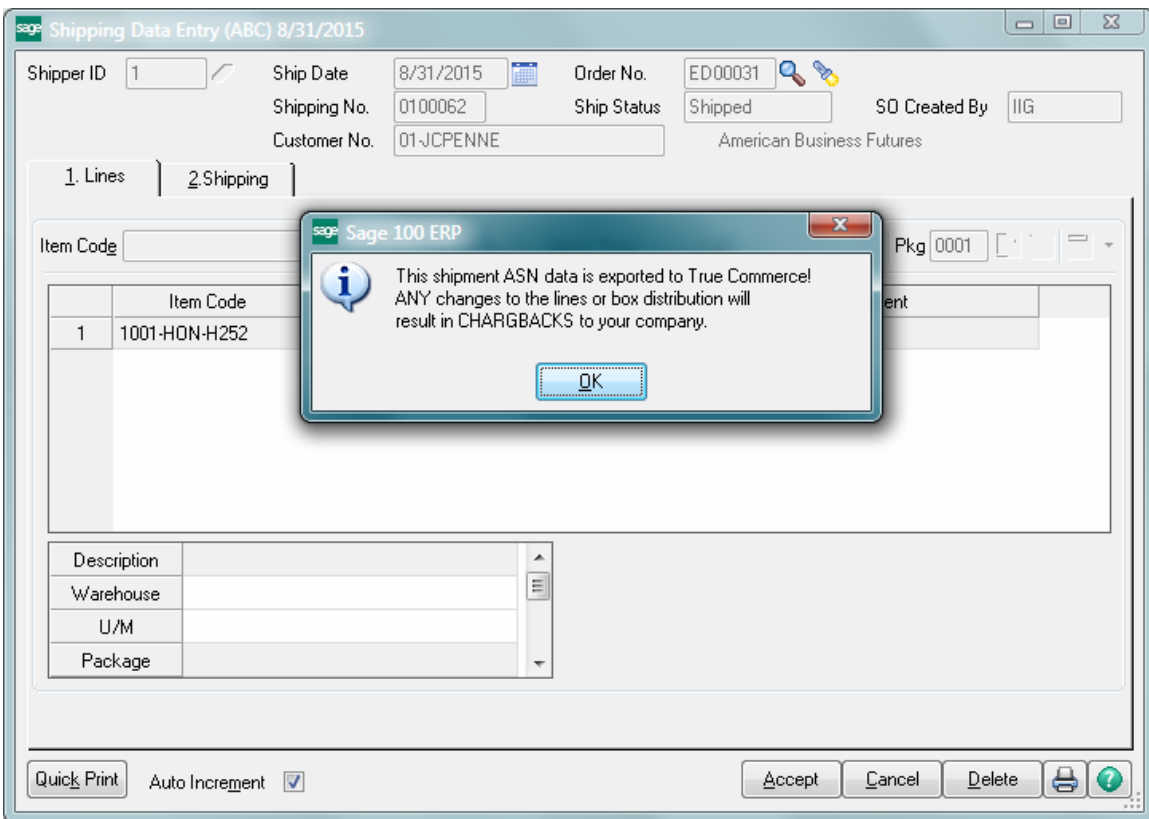 sage Shipping Data Entry (ABC) 8/31/2015
Shipper ID 1 Ship Date 8/31/2015 Order No. ED00031
Shipping No. 0100062 Ship Status Shipped SO Created By IIG
Customer No. 01-JCPENNE American Business Futures
1. Lines 2.Shipping
sage Sage 100 ERP
Item Code Pkg 0001
This shipment ASN data is exported to True Commerce!
ANY changes to the lines or box distribution will
result in CHARGBACKS to your company.
Item Code ent
1 1001-HON-H252
OK
Description
Warehouse
U/M
Package
Quick Print Auto Increment Accept Cancel Delete